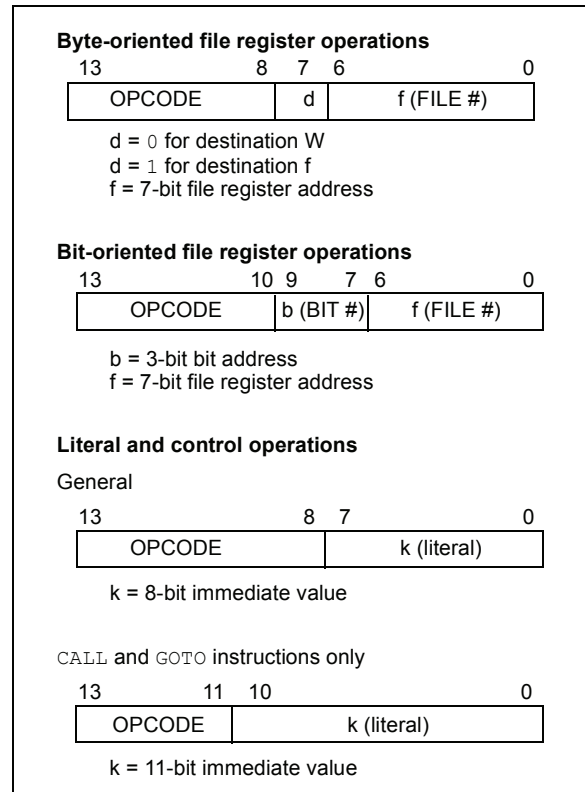 Byte-oriented file register operations
13 8 7 6 0
OPCODE d f (FILE #)
d = 0 for destination W
d = 1 for destination f
f = 7-bit file register address
Bit-oriented file register operations
13 10 9 7 6 0
OPCODE b (BIT #) f (FILE #)
b = 3-bit bit address
f = 7-bit file register address
Literal and control operations
General
13 8 7 0
OPCODE k (literal)
k = 8-bit immediate value
CALL and GOTO instructions only
13 11 10 0
OPCODE k (literal)
k = 11-bit immediate value